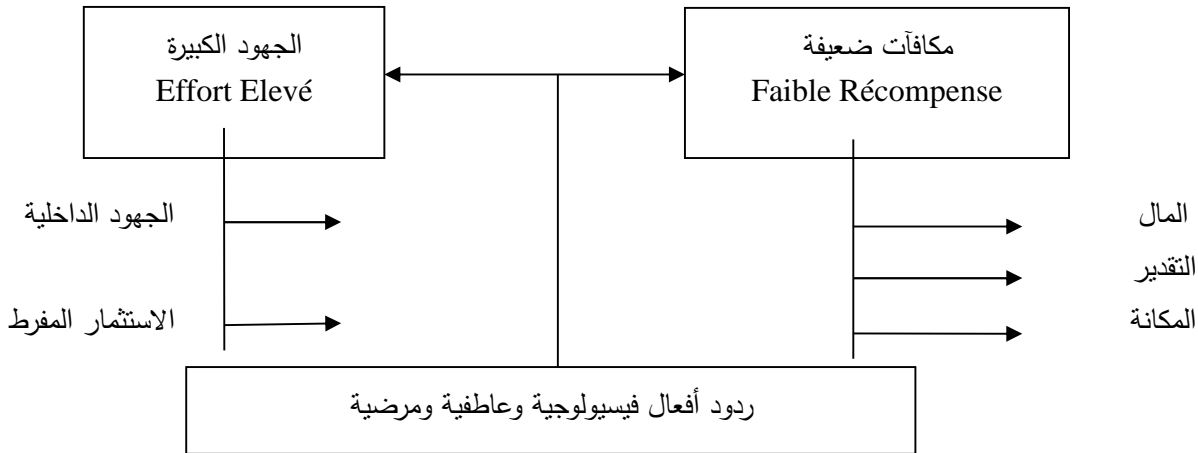 الجهود الكبيرة
Effort Elevé
مكافآت ضعيفة
Faible Récompense
الجهود الداخلية
الاستثمار المفرط
المال
التقدير
المكانة
ردود أفعال فيسيولوجية وعاطفية ومرضية